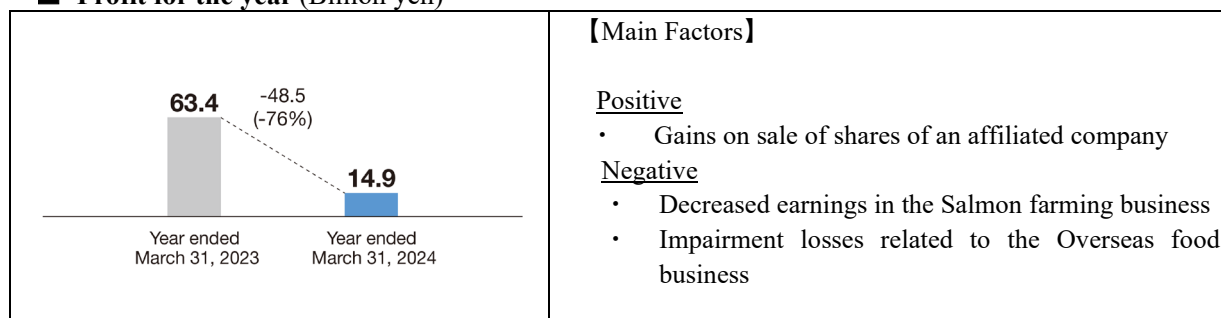 ■ Profit for the year (Billion yen)
63.4
-48.5
(-76%)
14.9
Year ended
March 31, 2023
Year ended
March 31, 2024
【Main Factors】
Positive
・ Gains on sale of shares of an affiliated company
Negative
・ Decreased earnings in the Salmon farming business
・ Impairment losses related to the Overseas food
business